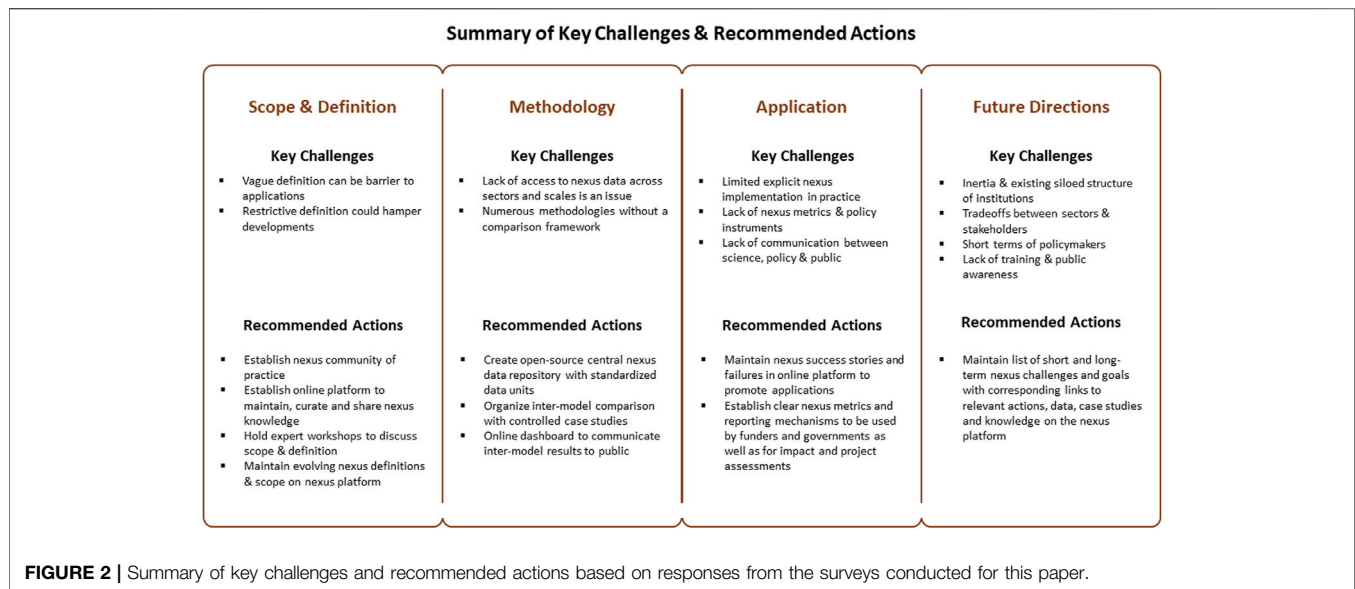 Summary of Key Challenges & Recommended Actions
Scope & Definition
Key Challenges
▪ Vague definition can be barrier to
applications
▪ Restrictive definition could hamper
developments
Recommended Actions
▪ Establish nexus community of
practice
▪ Establish online platform to
maintain, curate and share nexus
knowledge
▪ Hold expert workshops to discuss
scope & definition
▪ Maintain evolving nexus definitions
& scope on nexus platform
Methodology
Key Challenges
▪ Lack of access to nexus data across
sectors and scales is an issue
▪ Numerous methodologies without a
comparison framework
Recommended Actions
▪ Create open-source central nexus
data repository with standardized
data units
▪ Organize inter-model comparison
with controlled case studies
▪ Online dashboard to communicate
inter-model results to public
Application
Key Challenges
▪ Limited explicit nexus
implementation in practice
▪ Lack of nexus metrics & policy
instruments
▪ Lack of communication between
science, policy & public
Recommended Actions
▪ Maintain nexus success stories and
failures in online platform to
promote applications
▪ Establish clear nexus metrics and
reporting mechanisms to be used
by funders and governments as
well as for impact and project
assessments
Future Directions
Key Challenges
▪ Inertia & existing siloed structure
of institutions
▪ Tradeoffs between sectors &
stakeholders
▪ Short terms of policymakers
▪ Lack of training & public
awareness
Recommended Actions
▪ Maintain list of short and long-
term nexus challenges and goals
with corresponding links to
relevant actions, data, case studies
and knowledge on the nexus
platform
FIGURE 2 | Summary of key challenges and recommended actions based on responses from the surveys conducted for this paper.